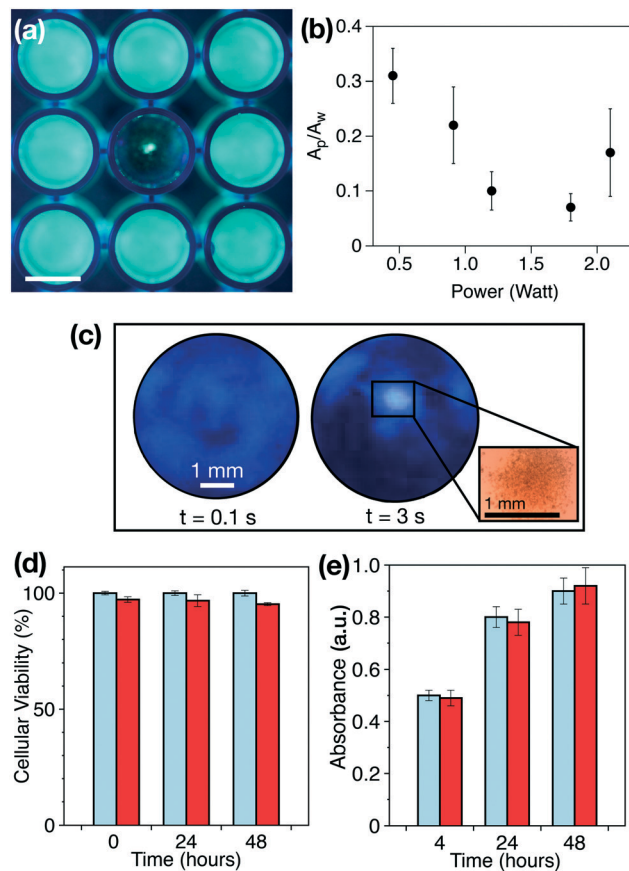 (a)
(b)
Ap/Aw
0.4
0.3
0.2
0.1
0
0.5
1.0
1.5
2.0
Power (Watt)
(c)
1 mm
t = 0.1 s
t = 3 s
1 mm
(d)
Cellular Viability (%)
100
50
0
0
24
48
Time (hours)
(e)
Absorbance (a.u.)
1.0
0.8
0.6
0.4
0.2
0
4
24
48
Time (hours)